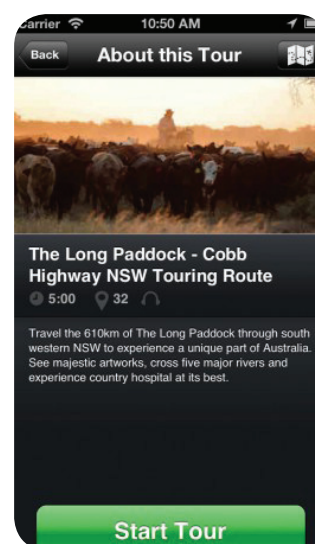 Carrier 10:50 AM
Back About this Tour
The Long Paddock - Cobb
Highway NSW Touring Route
5:00 32
Travel the 610km of The Long Paddock through south
western NSW to experience a unique part of Australia.
See majestic artworks, cross five major rivers and
experience country hospital at its best.
Start Tour